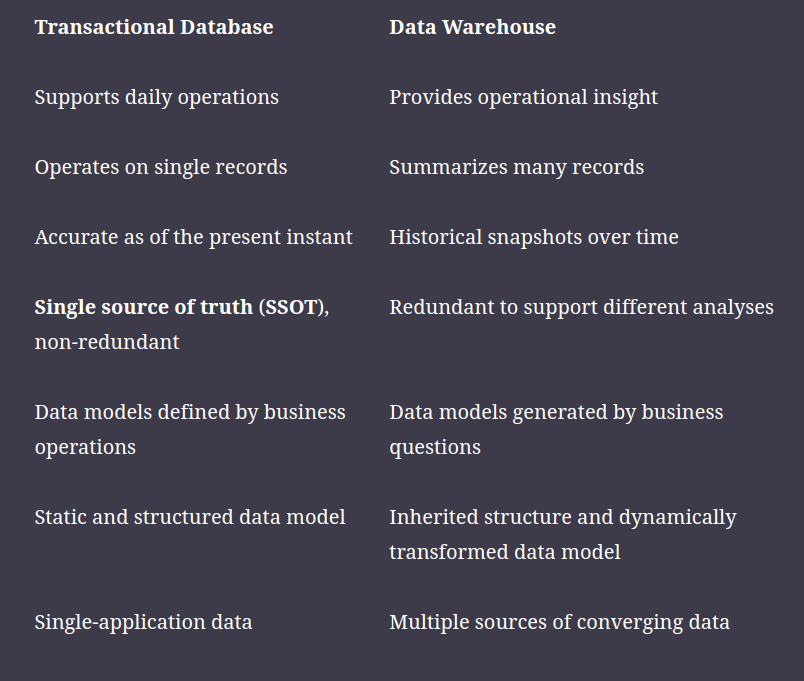 Transactional Database Data Warehouse
Supports daily operations Provides operational insight
Operates on single records Summarizes many records
Accurate as of the present instant Historical snapshots over time
Single source of truth (SSOT), Redundant to support different analyses
non-redundant
Data models defined by business Data models generated by business
operations questions
Static and structured data model Inherited structure and dynamically
transformed data model
Single-application data Multiple sources of converging data